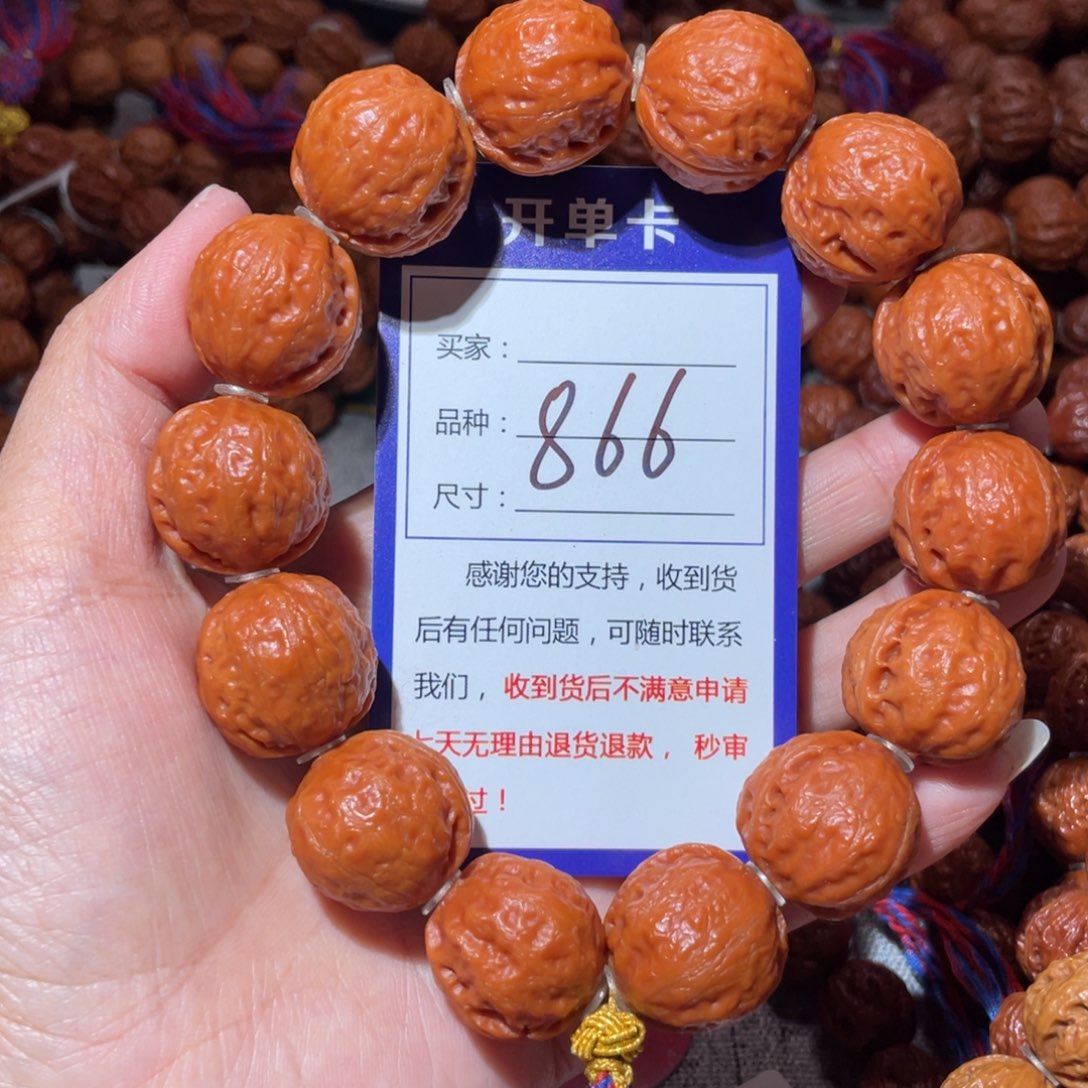 开单卡
买家：
品种：
866
尺寸：
感谢您的支持，收到货
后有任何问题，可随时联系
我们，收到货后不满意申请
七天无理由退货退款，秒审
过！